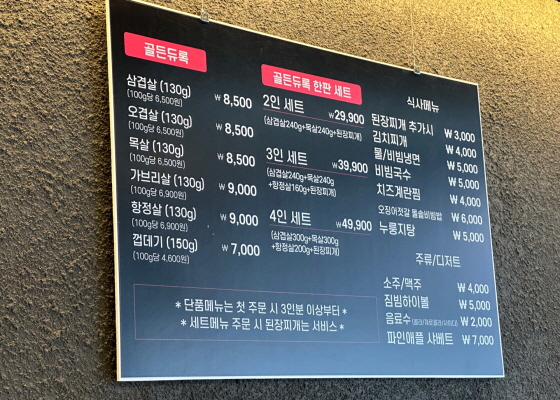 골든듀록
삼겹살 (130g) ₩ 8,500
(100g당 6,500원)
오겹살 (130g) ₩ 8,500
(100g당 6,500원)
목살 (130g) ₩ 8,500
(100g당 6,500원)
가브리살 (130g) ₩ 9,000
(100g당 6,900원)
항정살 (130g) ₩ 9,000
(100g당 6,900원)
껍데기 (150g) ₩ 7,000
(100g당 4,600원)
골든듀록 한판 세트
2인 세트 ₩29,900
(삼겹살240g+목살240g+된장찌개)
3인 세트 ₩39,900
(삼겹살240g+목살240g
+항정살160g+된장찌개)
4인 세트 ₩49,900
(삼겹살300g+목살300g
+항정살200g+된장찌개)
* 단품메뉴는 첫 주문 시 3인분 이상부터 *
* 세트메뉴 주문 시 된장찌개는 서비스 *
식사메뉴
된장찌개 추가시 ₩ 3,000
김치찌개 ₩ 4,000
물/비빔냉면 ₩ 5,000
비빔국수 ₩ 5,000
치즈계란찜 ₩ 4,000
오징어젓갈 돌솥비빔밥 ₩ 6,000
누룽지탕 ₩ 5,000
주류/디저트
소주/맥주 ₩ 4,000
짐빔하이볼 ₩ 5,000
음료수 (콜라/제로콜라/사이다) ₩ 2,000
파인애플 샤베트 ₩ 7,000